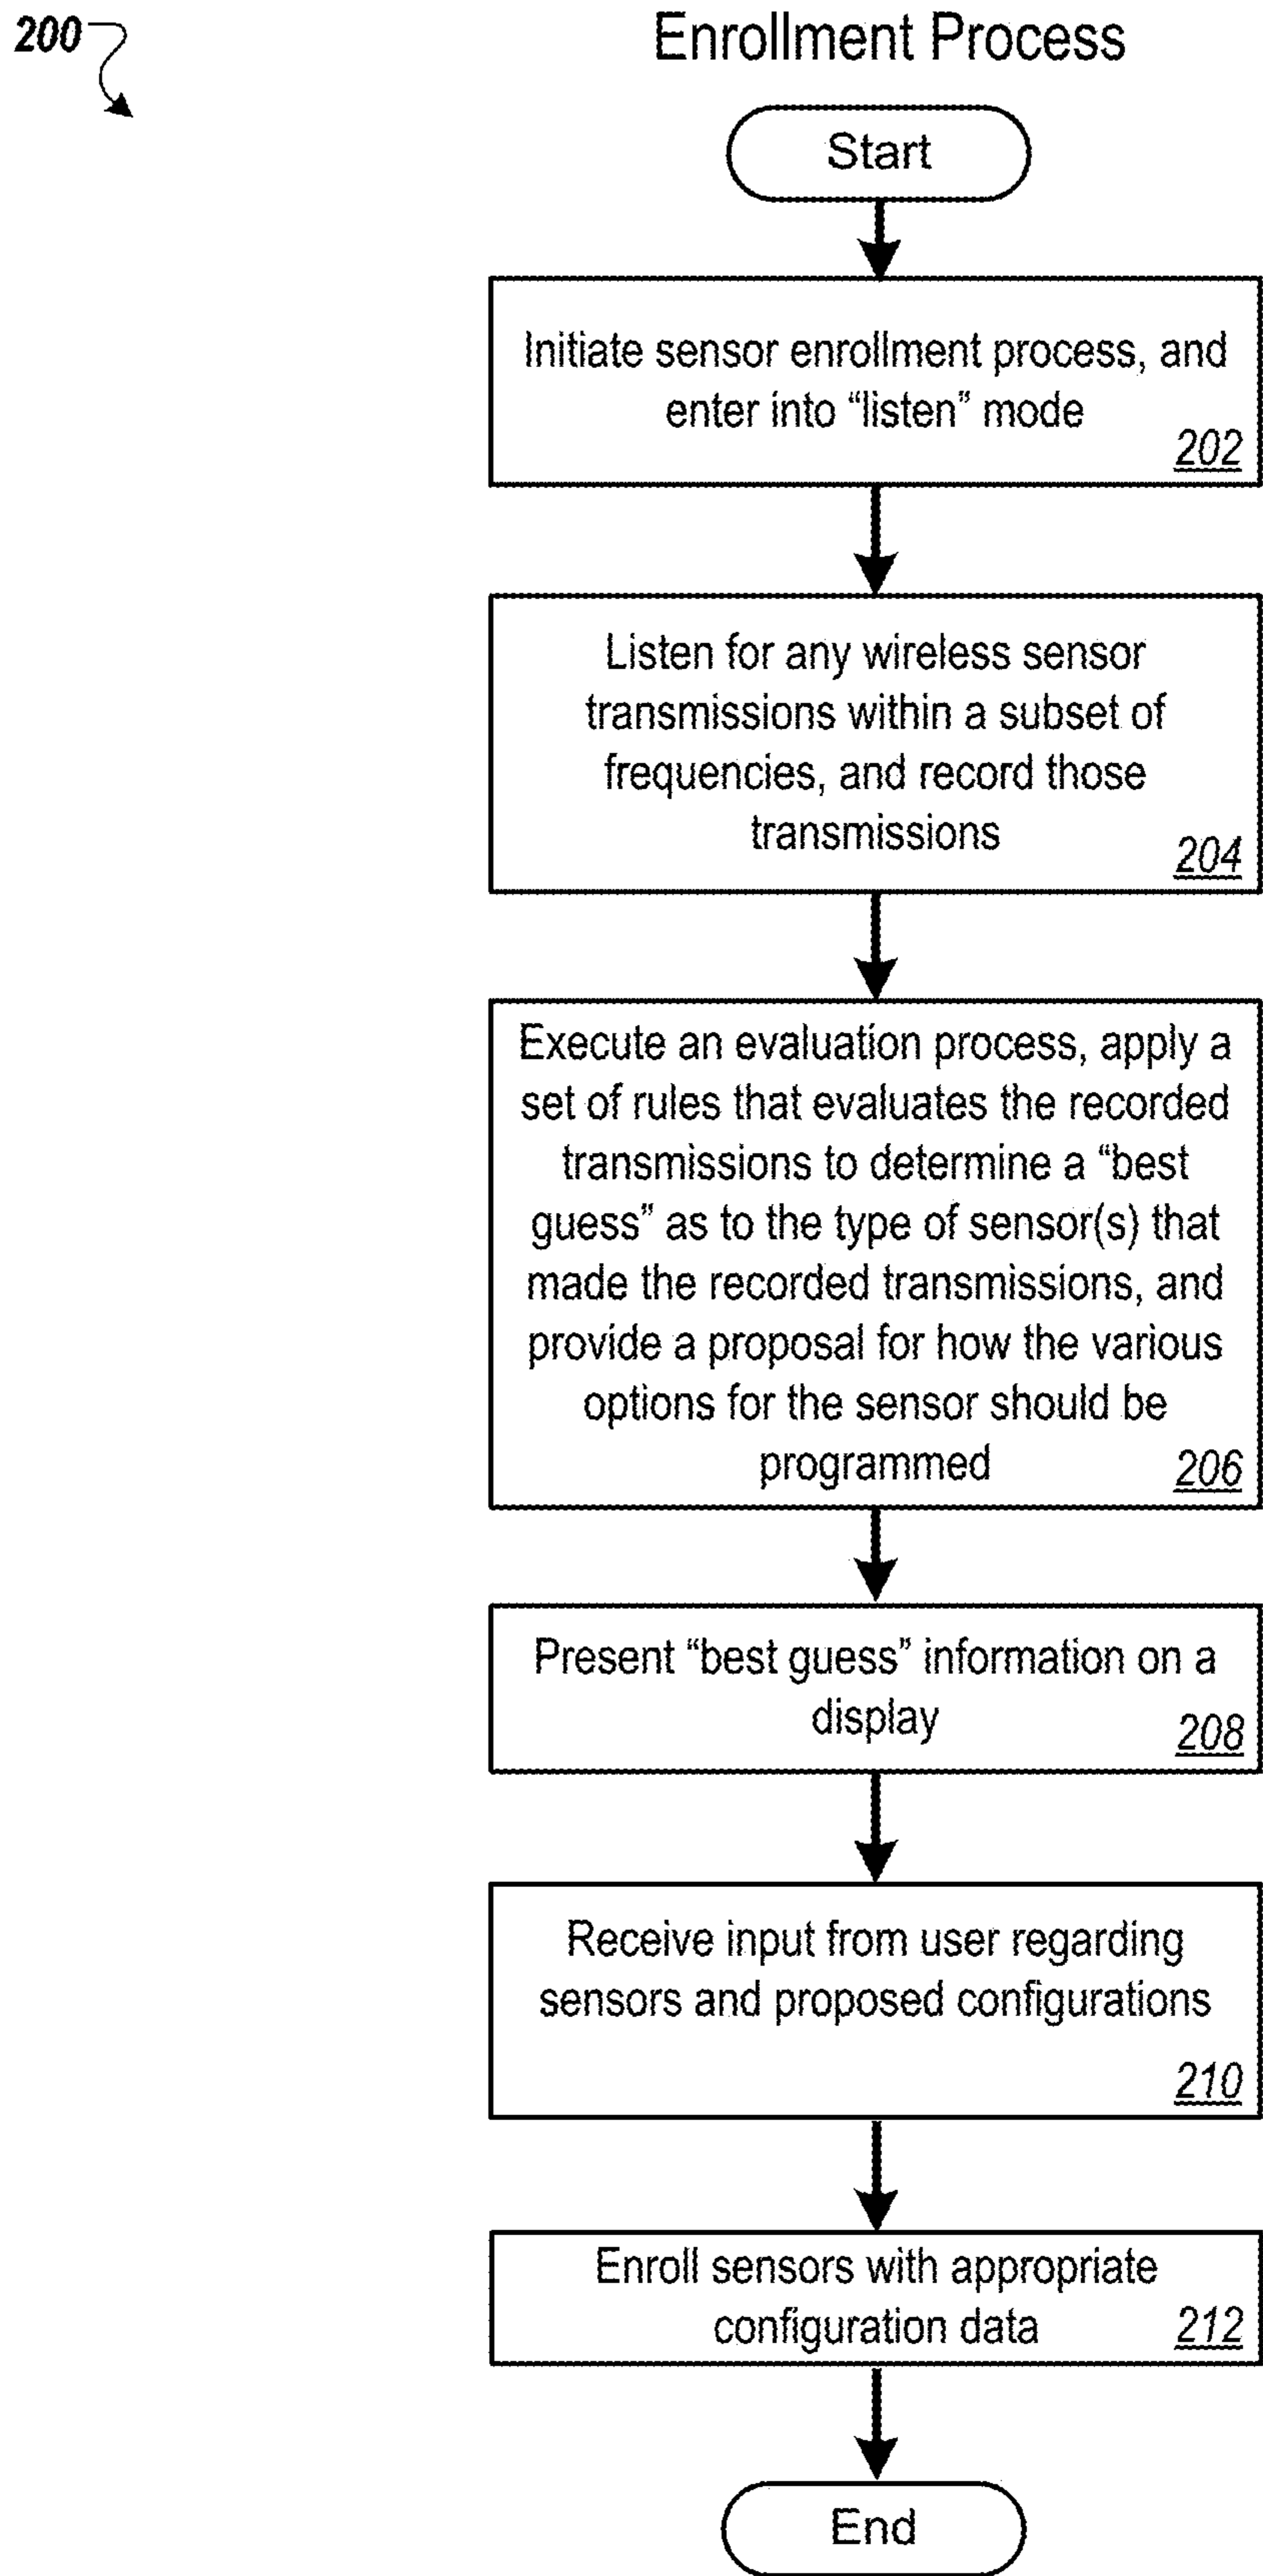 200
Enrollment Process
Start
Initiate sensor enrollment process, and
enter into “listen” mode
202
Listen for any wireless sensor
transmissions within a subset of
frequencies, and record those
transmissions
204
Execute an evaluation process, apply a
set of rules that evaluates the recorded
transmissions to determine a “best
guess” as to the type of sensor(s) that
made the recorded transmissions, and
provide a proposal for how the various
options for the sensor should be
programmed
206
Present “best guess” information on a
display
208
Receive input from user regarding
sensors and proposed configurations
210
Enroll sensors with appropriate
configuration data
212
End